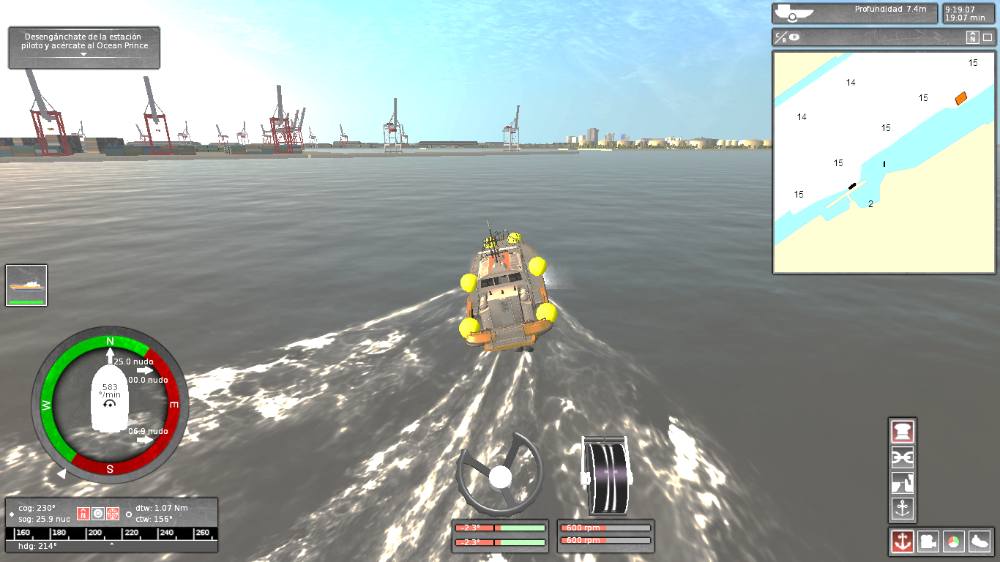 Desengánchate de la estación
piloto y acércate al Ocean Prince
Profundidad 7.4m
9:19:07
19:07 min
C/R
N
15
14
15
14
15
15
1
15
2
N
25.0 nudo
00.0 nudo
583
°/min
W
E
06.9 nudo
S
cog: 230°
sog: 25.9 nuc
N
dtw: 1.07 Nm
ctw: 156°
160 180 200 220 240 260
hdg: 214°
-2.3°
-2.3°
600 rpm
600 rpm